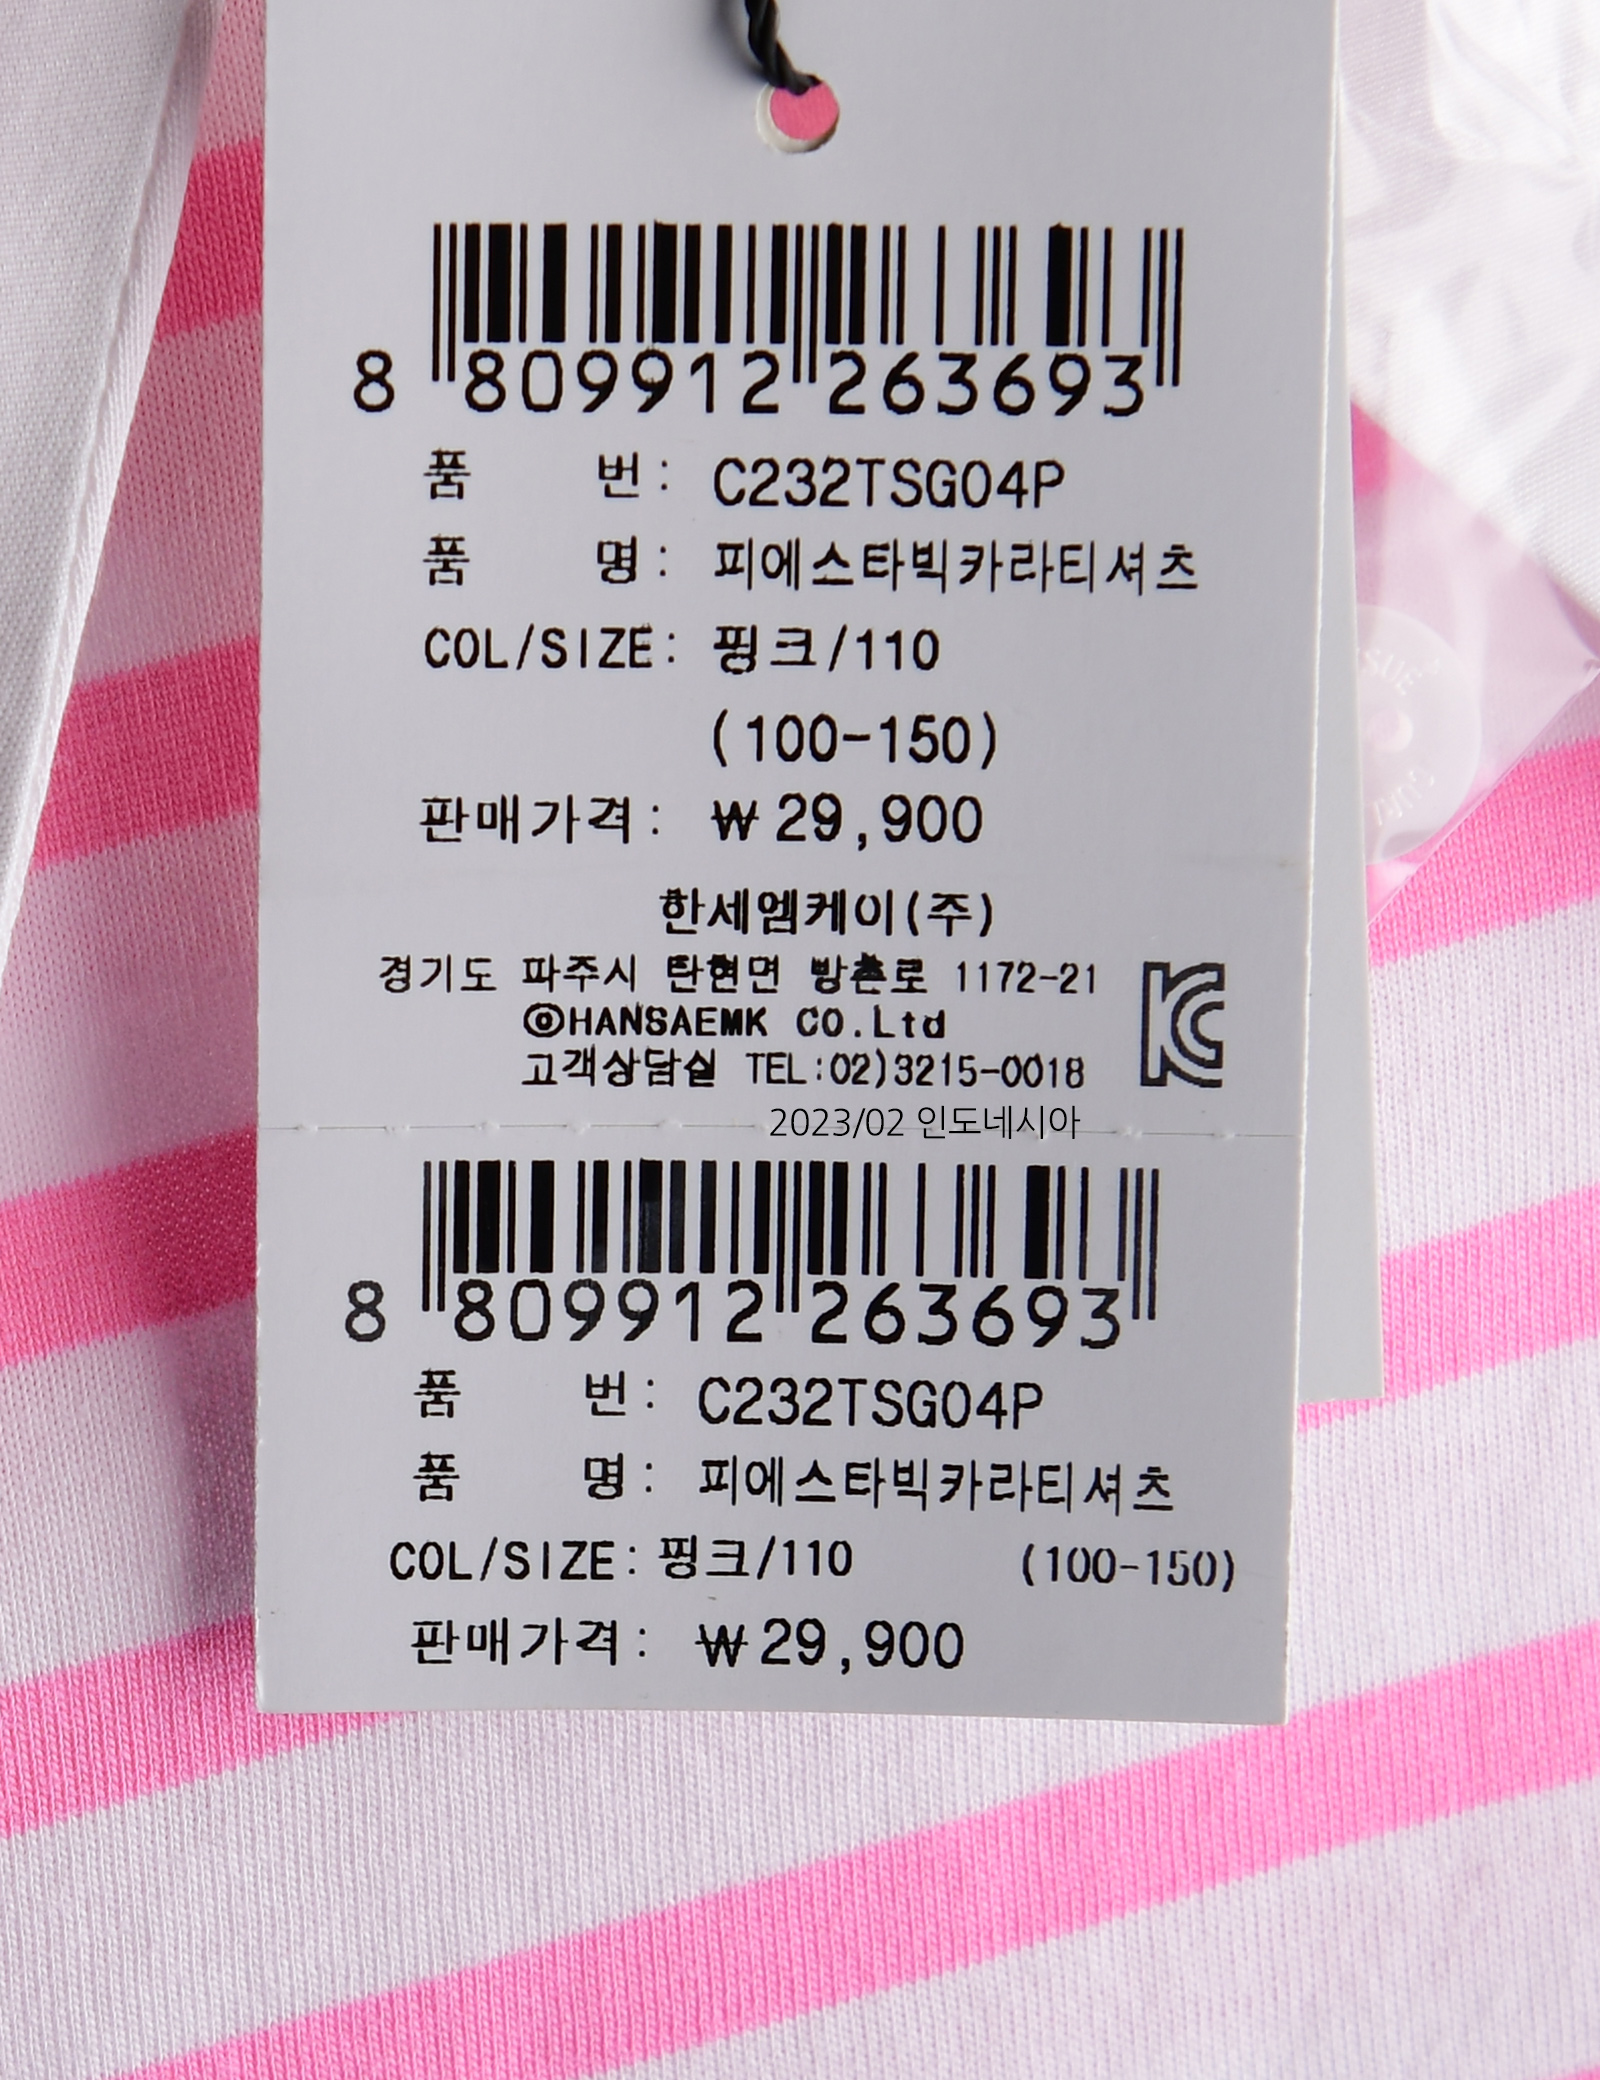 8 809912 263693
품 번: C232TSG04P
품 명: 피에스타빅카라티셔츠
COL/SIZE: 핑크/110
(100-150)
판매가격: ₩29,900
한세엠케이(주)
경기도 파주시 탄현면 방촌로 1172-21
ⓞHANSAEMK CO.Ltd
고객상담실 TEL:02)3215-0018
2023/02 인도네시아
8 809912 263693
품 번: C232TSG04P
품 명: 피에스타빅카라티셔츠
COL/SIZE: 핑크/110 (100-150)
판매가격: ₩29,900